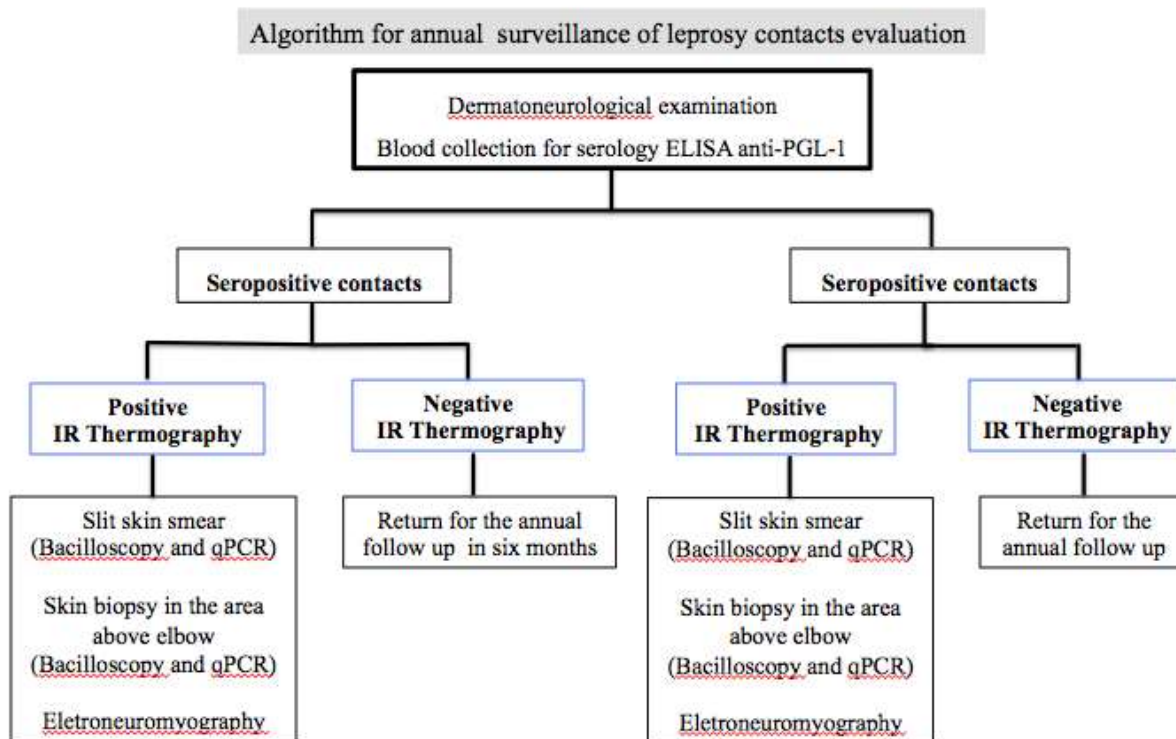 Algorithm for annual surveillance of leprosy contacts evaluation
Dermatoneurological examination
Blood collection for serology ELISA anti-PGL-1
Seropositive contacts
Seropositive contacts
Positive
IR Thermography
Negative
IR Thermography
Positive
IR Thermography
Negative
IR Thermography
Slit skin smear
(Bacilloscopy and qPCR)
Skin biopsy in the area
above elbow
(Bacilloscopy and qPCR)
Eletroneuromyography
Return for the annual
follow up in six months
Slit skin smear
(Bacilloscopy and qPCR)
Skin biopsy in the area
above elbow
(Bacilloscopy and qPCR)
Eletroneuromyography
Return for the
annual follow up